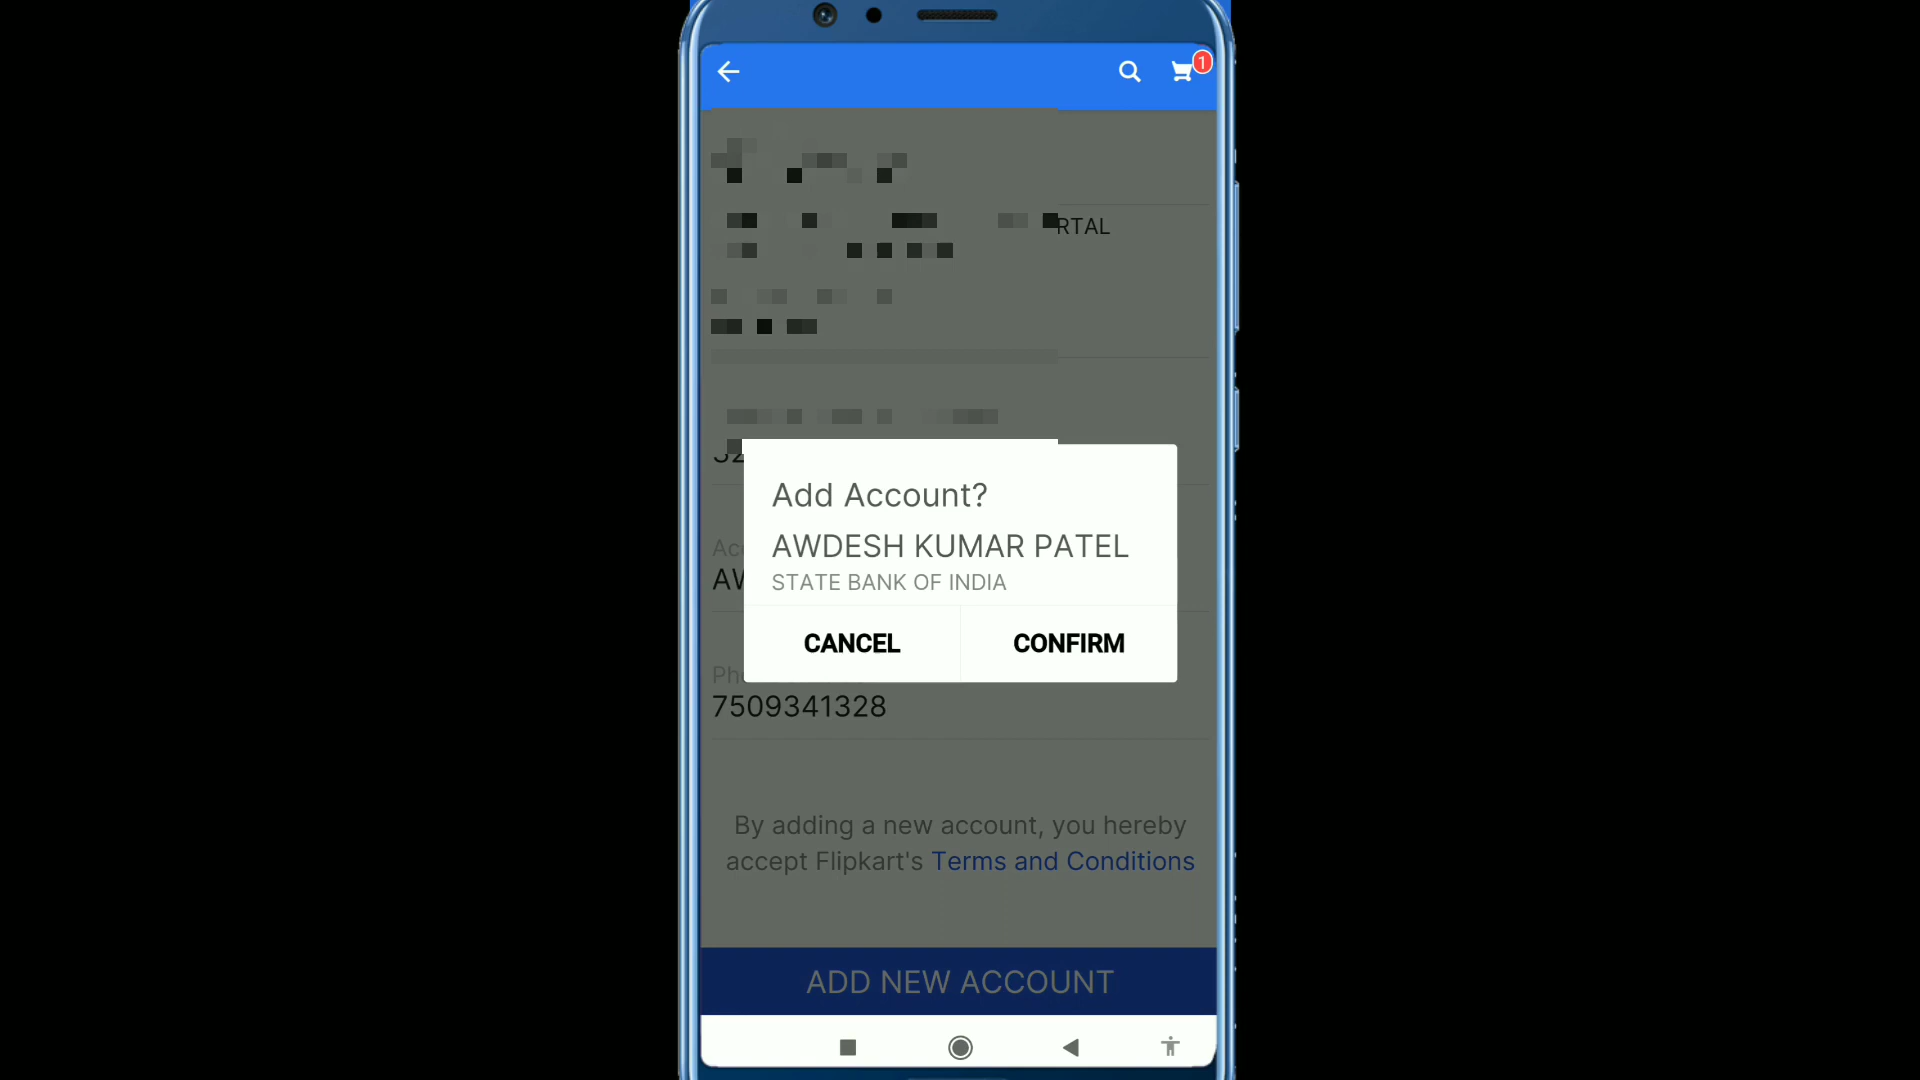 1
RTAL
Add Account?
AWDESH KUMAR PATEL
STATE BANK OF INDIA
CANCEL
CONFIRM
7509341328
By adding a new account, you hereby
accept Flipkart's Terms and Conditions
ADD NEW ACCOUNT